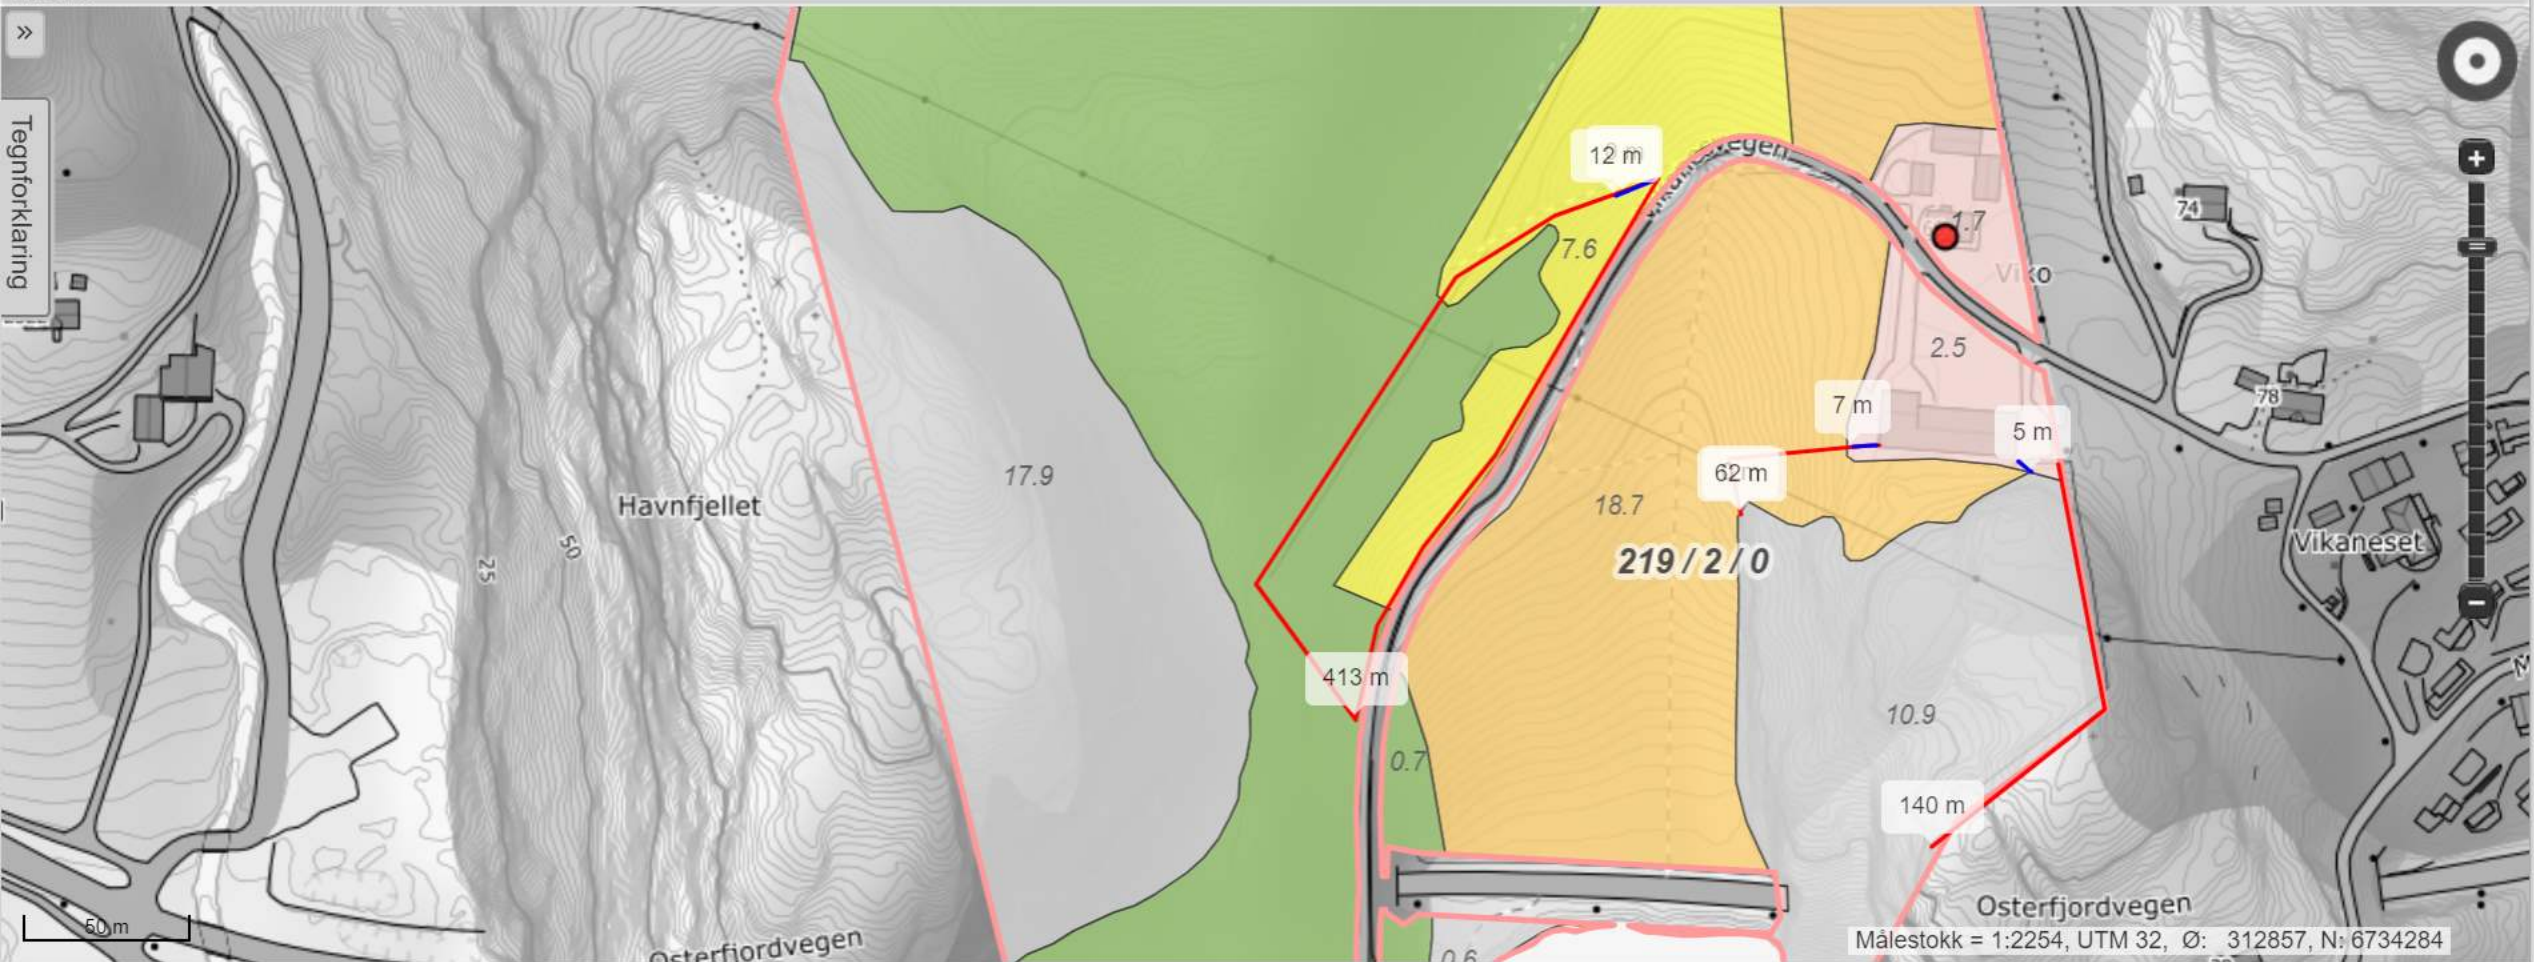 »
Tegnforklaring
+
−
12 m
7.6
1.7
74
Viko
2.5
7 m
5 m
78
62 m
17.9
Havnfjellet
25
50
18.7
219 / 2 / 0
Vikaneset
413 m
0.7
10.9
140 m
50 m
Osterfjordvegen
Osterfjordvegen
0.6
Målestokk = 1:2254, UTM 32, Ø: 312857, N: 6734284